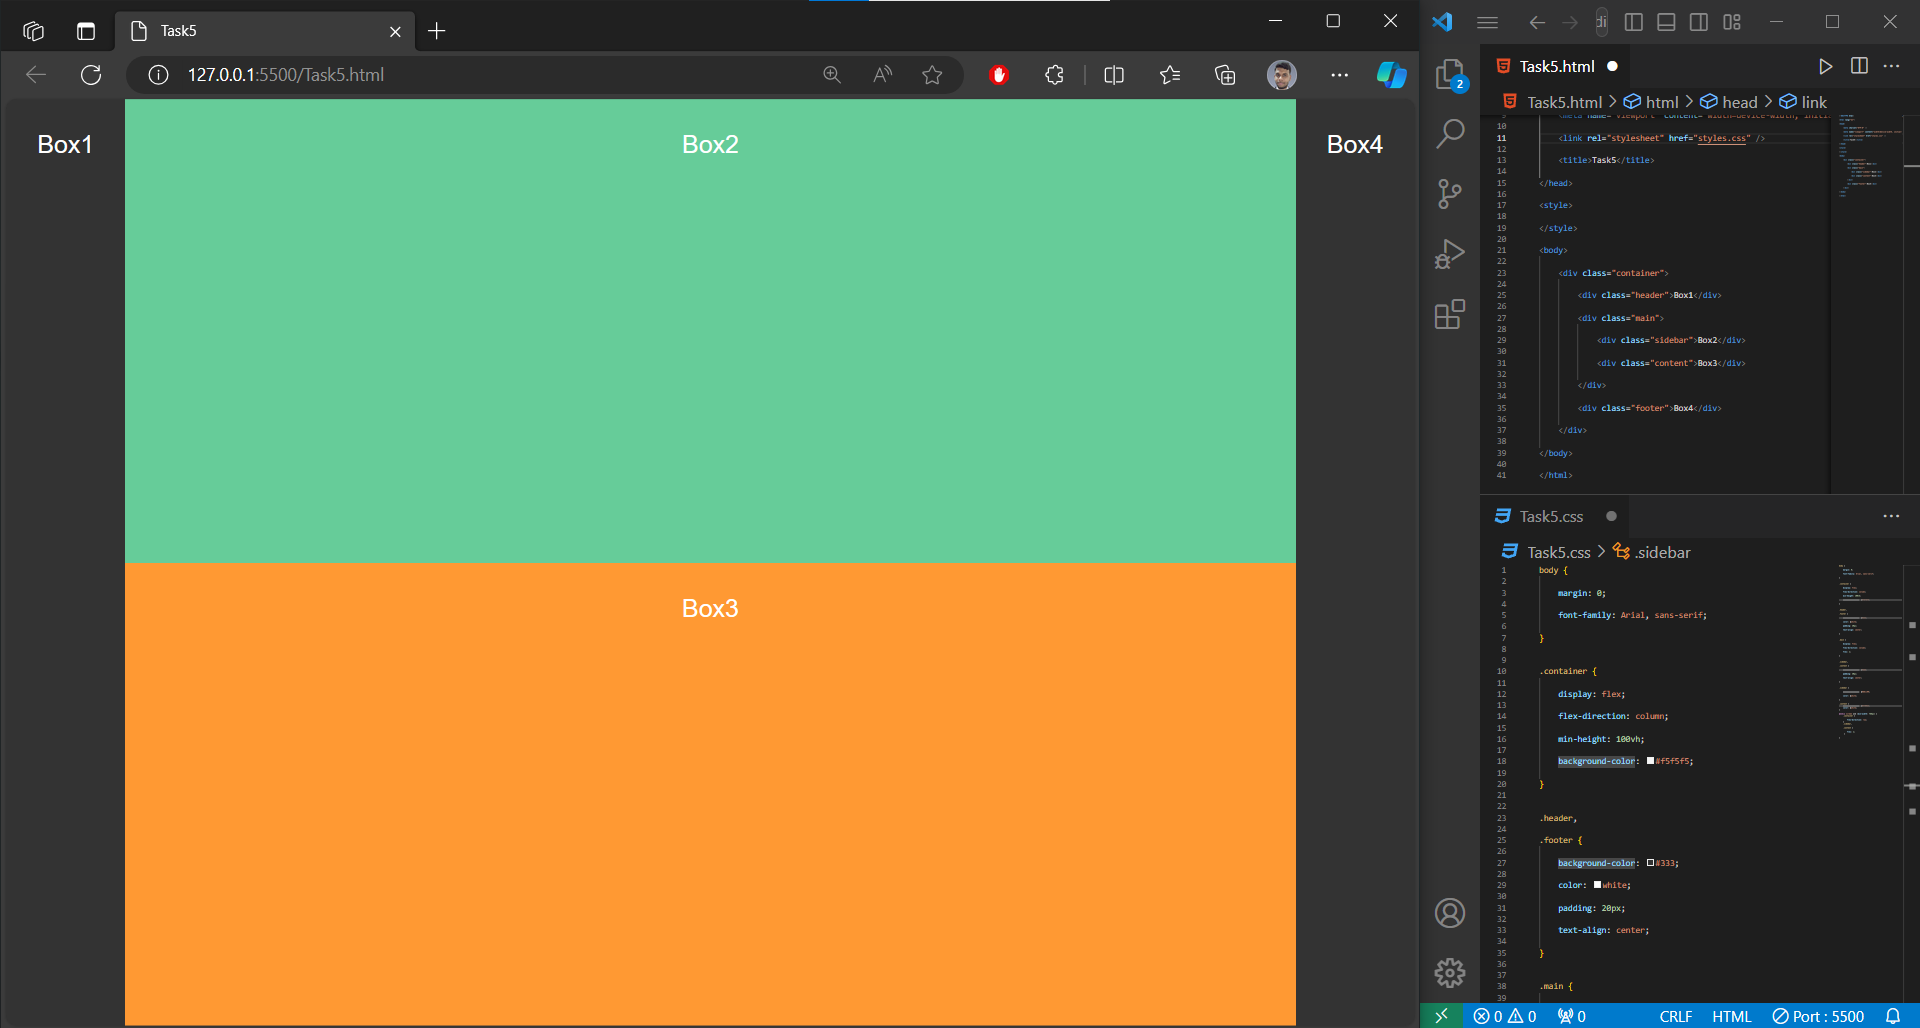 Task5
127.0.0.1:5500/Task5.html
Box1
Box2
Box4
Box3
2
Task5.html
Task5.html > html > head > link
9 <meta name="viewport" content="width=device-width, initi
10
11 <link rel="stylesheet" href="styles.css" />
12
13 <title>Task5</title>
14
15 </head>
16
17 <style>
18
19 </style>
20
21 <body>
22
23 <div class="container">
24
25 <div class="header">Box1</div>
26
27 <div class="main">
28
29 <div class="sidebar">Box2</div>
30
31 <div class="content">Box3</div>
32
33 </div>
34
35 <div class="footer">Box4</div>
36
37 </div>
38
39 </body>
40
41 </html>
Task5.css
Task5.css > .sidebar
1 body {
2
3 margin: 0;
4
5 font-family: Arial, sans-serif;
6
7 }
8
9
10 .container {
11
12 display: flex;
13
14 flex-direction: column;
15
16 min-height: 100vh;
17
18 background-color: #f5f5f5;
19
20 }
21
22
23 .header,
24
25 .footer {
26
27 background-color: #333;
28
29 color: white;
30
31 padding: 20px;
32
33 text-align: center;
34
35 }
36
37
38 .main {
39
0 0 0 CRLF HTML Port : 5500